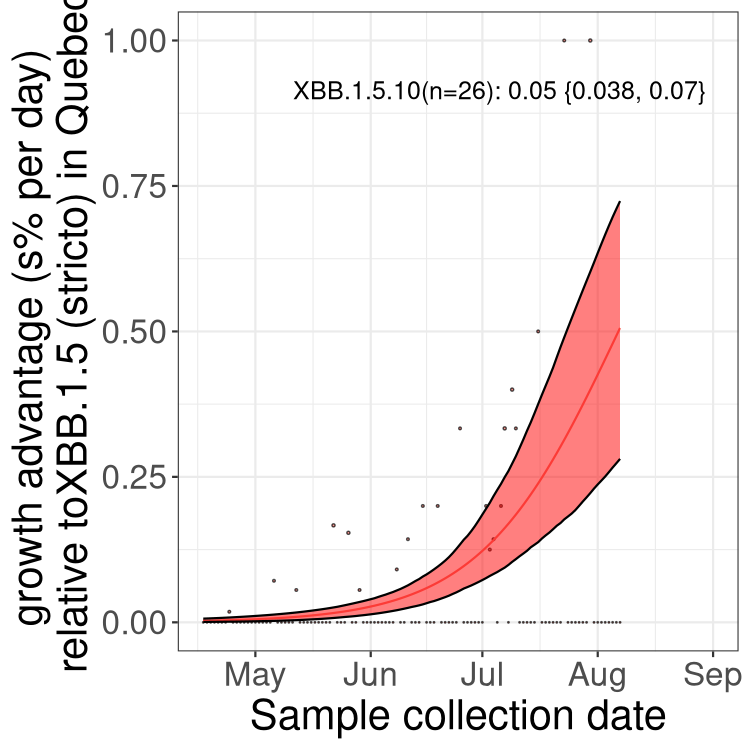 growth advantage (s% per day)
relative toXBB.1.5 (stricto) in Quebec
1.00
0.75
0.50
0.25
0.00
XBB.1.5.10(n=26): 0.05 {0.038, 0.07}
May Jun Jul Aug Sep
Sample collection date